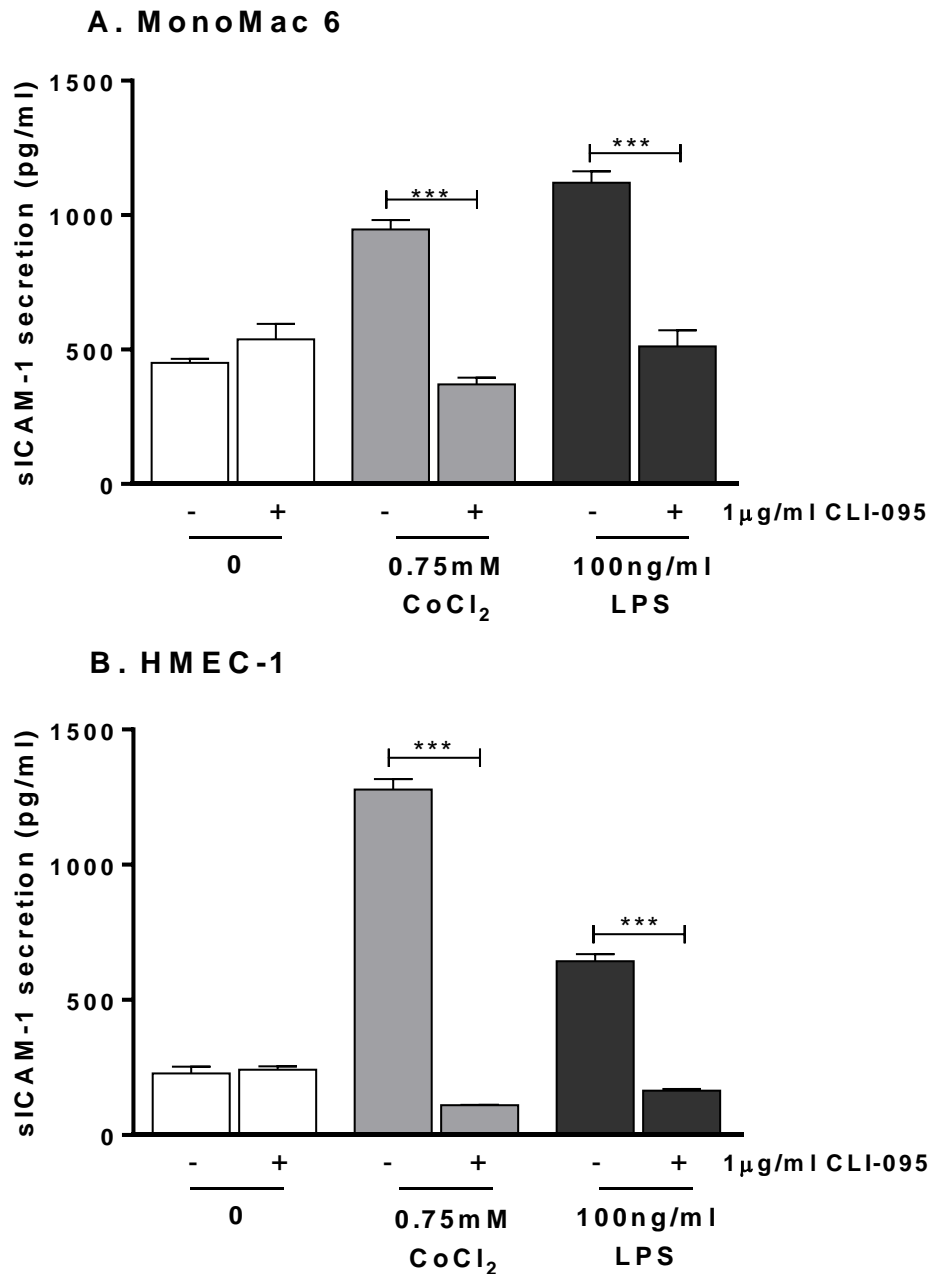 A. MonoMac 6
sICAM-1 secretion (pg/ml)
1500
1000
500
0
***
***
- + - + - + 1μg/ml CLI-095
0 0.75mM 100ng/ml
CoCl₂ LPS
B. HMEC-1
sICAM-1 secretion (pg/ml)
1500
1000
500
0
***
***
- + - + - + 1μg/ml CLI-095
0 0.75mM 100ng/ml
CoCl₂ LPS